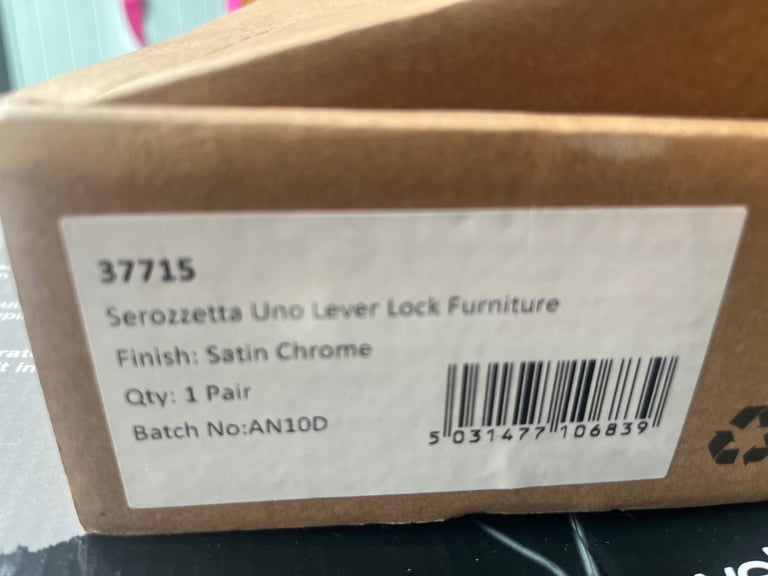 37715
Serozzetta Uno Lever Lock Furniture
Finish: Satin Chrome
Qty: 1 Pair
Batch No:AN10D
5 031477 106839